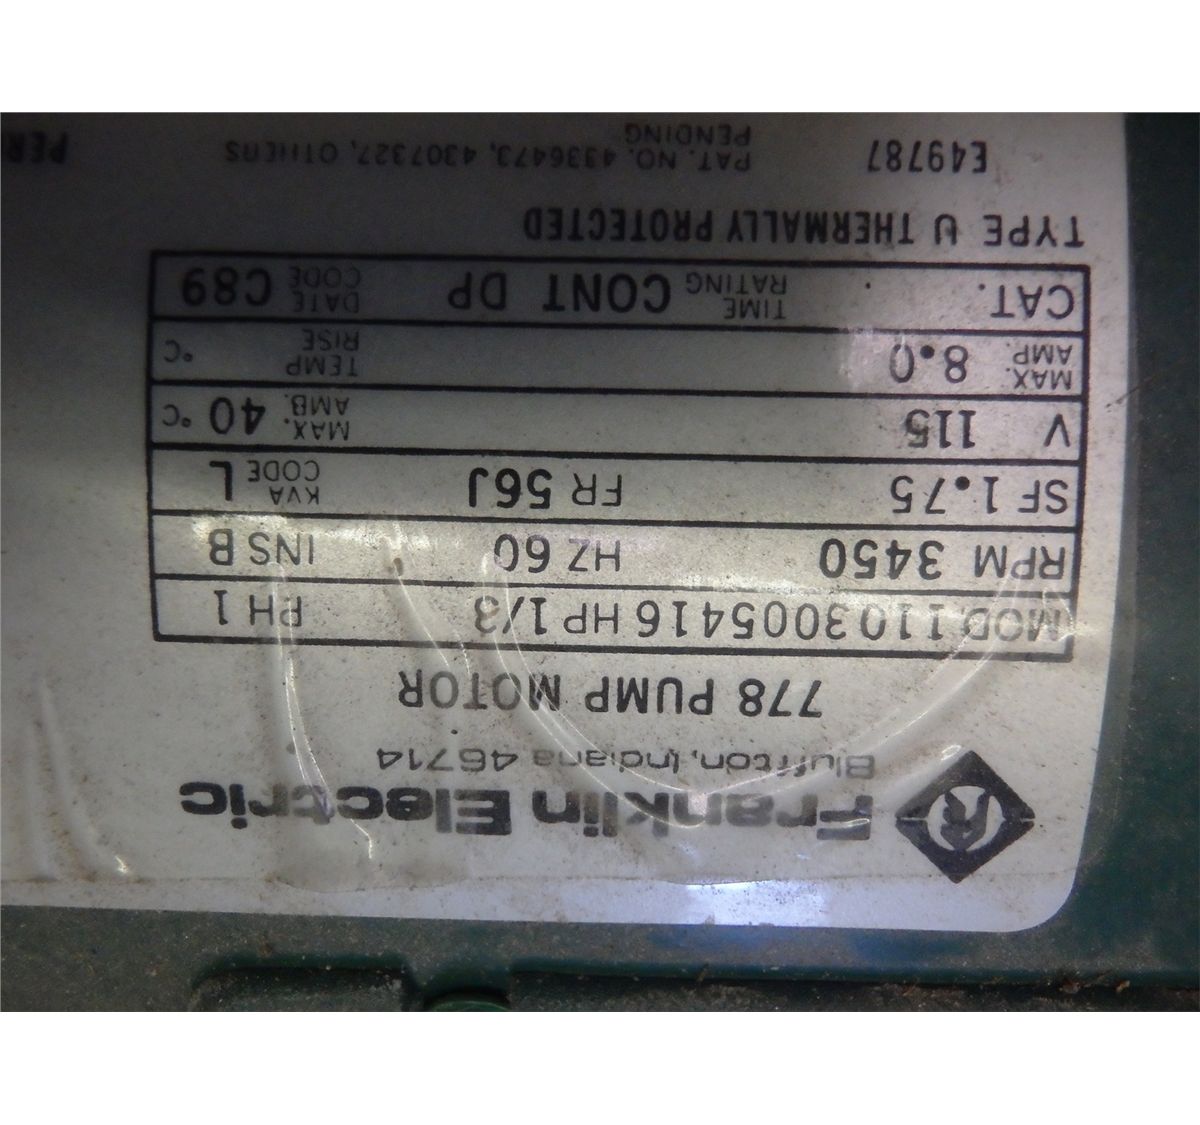 Franklin Electric
Bluffton, Indiana 46714
778 PUMP MOTOR
MOD. 1103005416 HP 1/3 PH 1
RPM 3450 HZ 60 INS B
SF 1.75 FR 56J KVA CODE L
V 115 MAX. AMB. 40 °C
MAX. AMP. 8.0 TEMP RISE °C
CAT. TIME RATING CONT DP DATE CODE C89
TYPE U THERMALLY PROTECTED
E49787 PAT. NO. 4336473, 4307327, OTHERS
PENDING